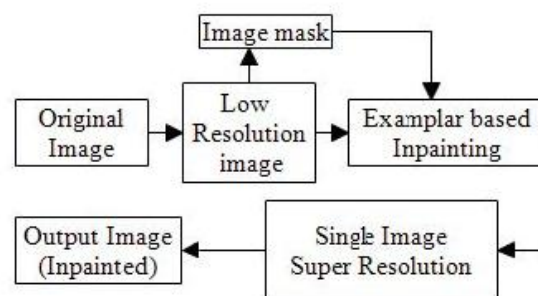 Image mask
Original
Image
Low
Resolution
image
Examplar based
Inpainting
Output Image
(Inpainted)
Single Image
Super Resolution